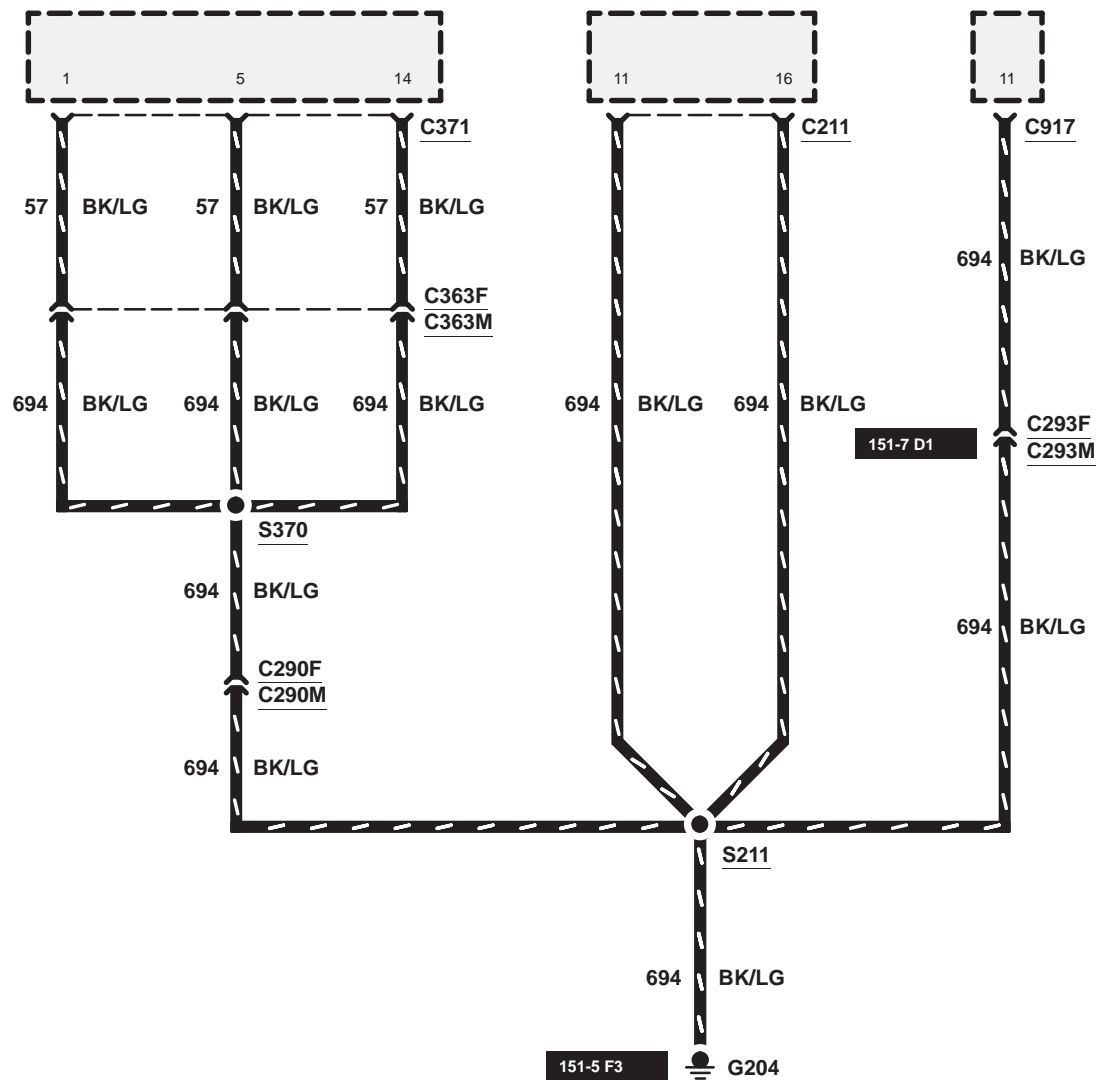 1 5 14 11 16 11
C371 C211 C917
57 BK/LG 57 BK/LG 57 BK/LG
694 BK/LG
C363F
C363M
694 BK/LG 694 BK/LG 694 BK/LG 694 BK/LG 694 BK/LG
151-7 D1
C293F
C293M
S370
694 BK/LG
694 BK/LG
C290F
C290M
694 BK/LG
S211
694 BK/LG
151-5 F3 G204